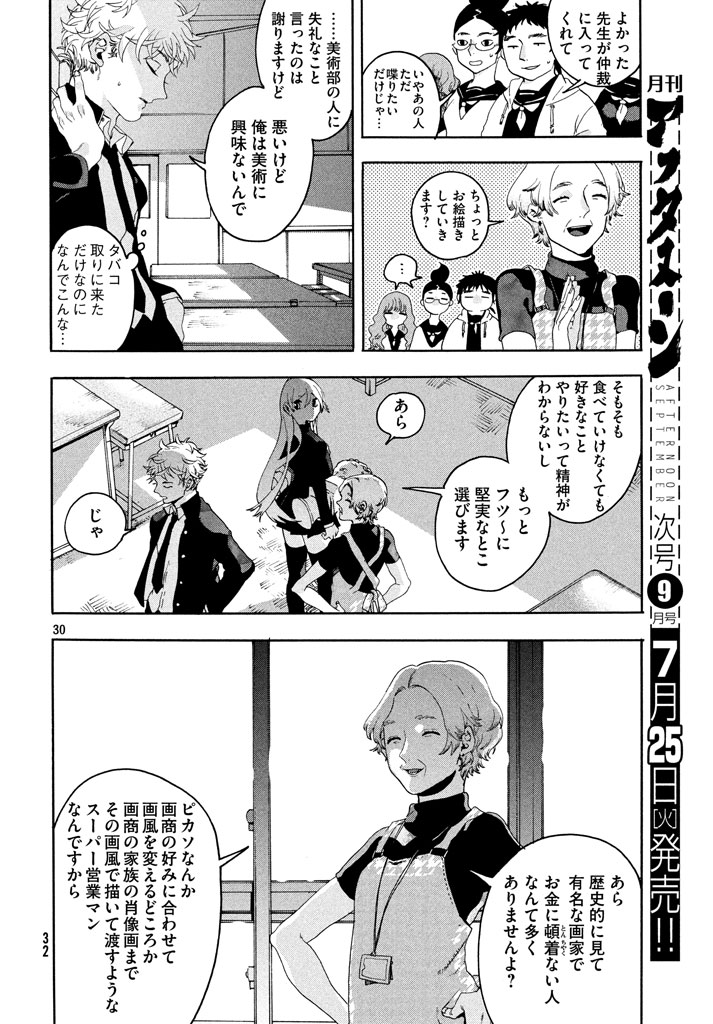 よかった
先生が仲裁
に入って
くれて
いやあの人
ただ
喋りたい
だけじゃ…
ちょっと
お絵描き
していき
ます?
…
……美術部の人に
失礼なこと
言ったのは
謝りますけど
悪いけど
俺は美術に
興味ないんで
タバコ
取りに来た
だけなのに
なんでこんな…
そもそも
食べていけなくても
好きなこと
やりたいって精神が
わからないし
もっと
フツ〜に
堅実なとこ
選びます
あら
じゃ
30
あら
歴史的に見て
有名な画家で
お金に頓着ない人
とんちゃく
なんて多く
ありませんよ?
ピカソなんか
画商の好みに合わせて
画風を変えるどころか
画商の家族の肖像画まで
その画風で描いて渡すような
スーパー営業マン
なんですから
32
月刊アフタヌーン
AFTERNOON
SEPTEMBER
次号9月号
7月25日[火]発売!!